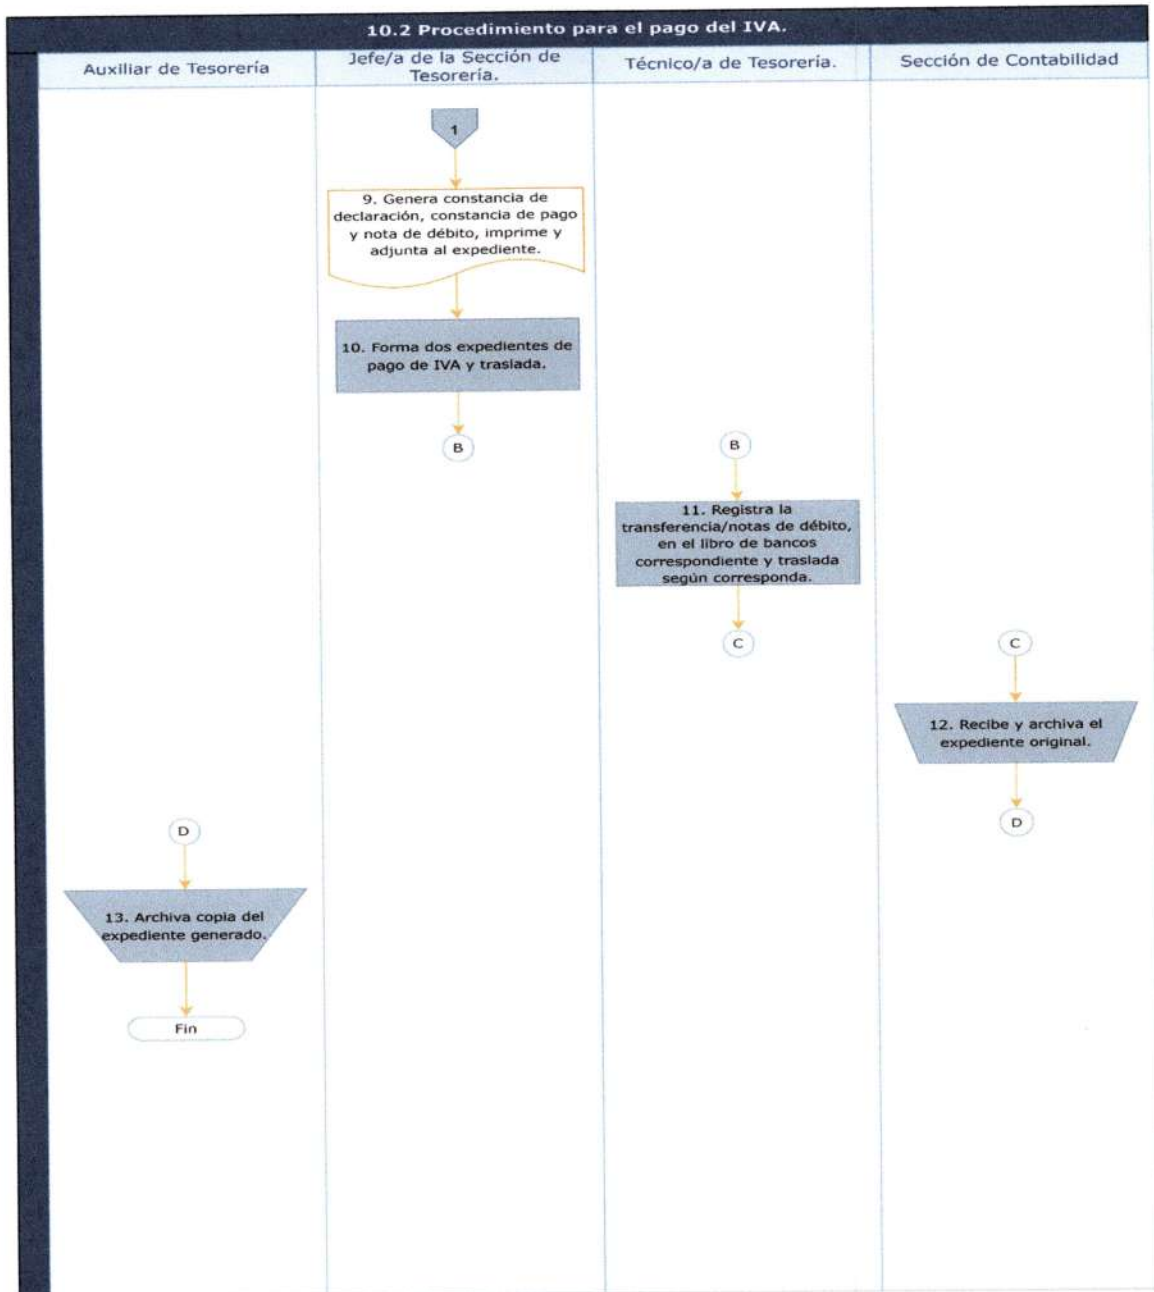 10.2 Procedimiento para el pago del IVA.
Auxiliar de Tesorería
Jefe/a de la Sección de
Tesorería.
Técnico/a de Tesorería.
Sección de Contabilidad
1
9. Genera constancia de
declaración, constancia de pago
y nota de débito, imprime y
adjunta al expediente.
10. Forma dos expedientes de
pago de IVA y traslada.
B
B
11. Registra la
transferencia/notas de débito,
en el libro de bancos
correspondiente y traslada
según corresponda.
C
C
12. Recibe y archiva el
expediente original.
D
D
13. Archiva copia del
expediente generado.
Fin